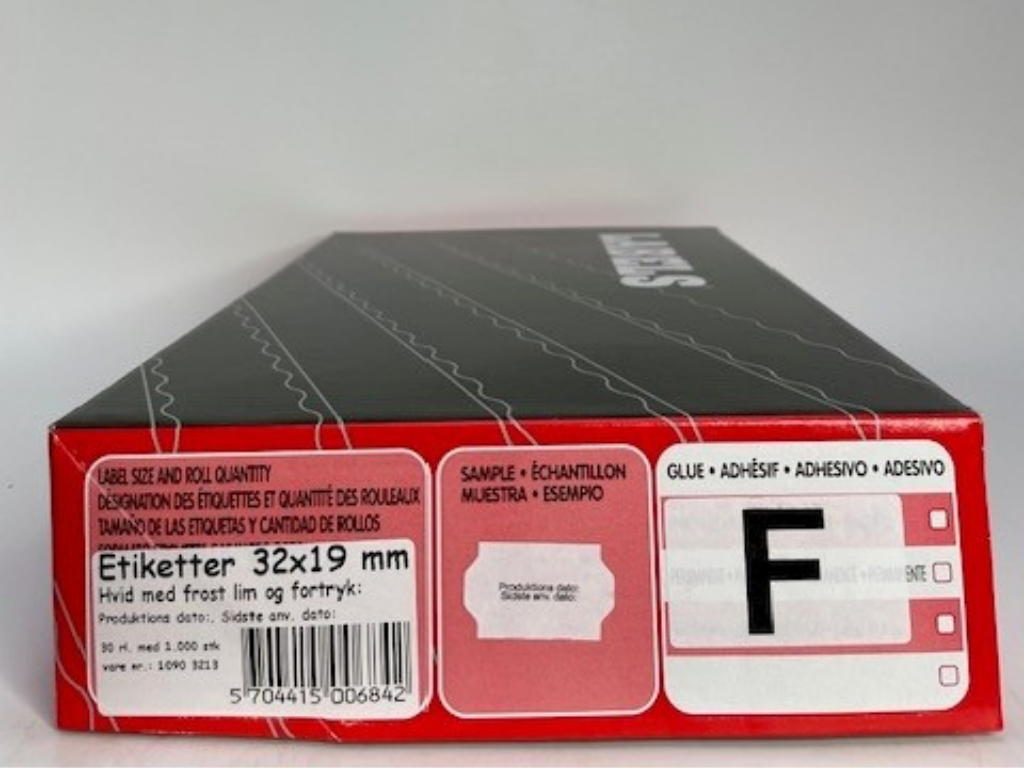 LABELS
LABEL SIZE AND ROLL QUANTITY
DÉSIGNATION DES ÉTIQUETTES ET QUANTITÉ DES ROULEAUX
TAMAÑO DE LAS ETIQUETAS Y CANTIDAD DE ROLLOS
Etiketter 32x19 mm
Hvid med frost lim og fortryk:
Produktions dato:. Sidste anv. dato:
30 rl. med 1.000 stk
vare nr.: 1090 3213
5 704415 006842
SAMPLE • ÉCHANTILLON
MUESTRA • ESEMPIO
Produktions dato:
Sidste anv. dato:
GLUE • ADHÉSIF • ADHESIVO • ADESIVO
F